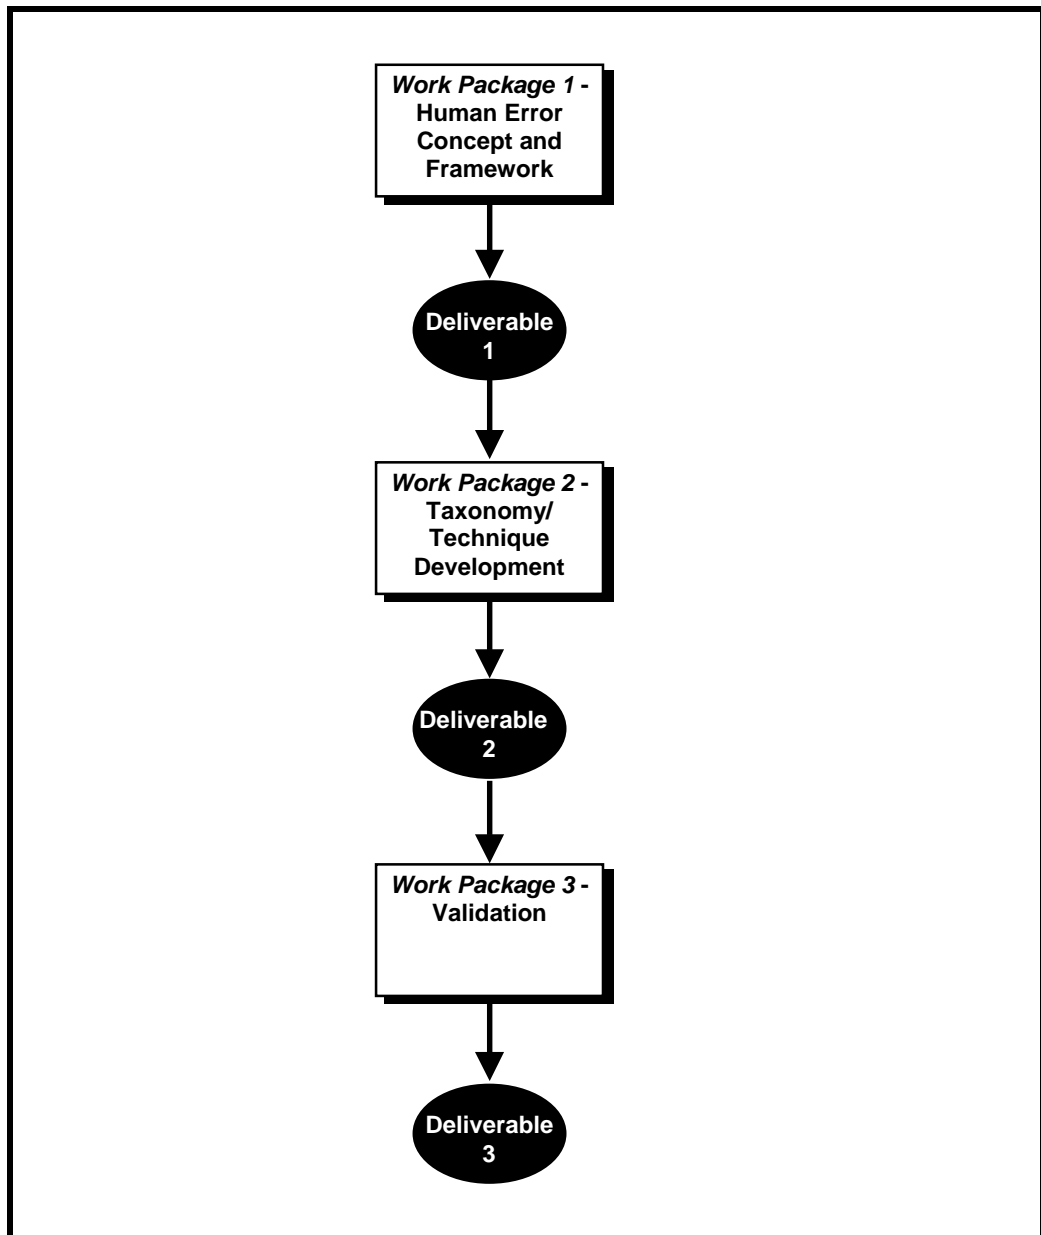 Work Package 1 -
Human Error
Concept and
Framework
Deliverable
1
Work Package 2 -
Taxonomy/
Technique
Development
Deliverable
2
Work Package 3 -
Validation
Deliverable
3